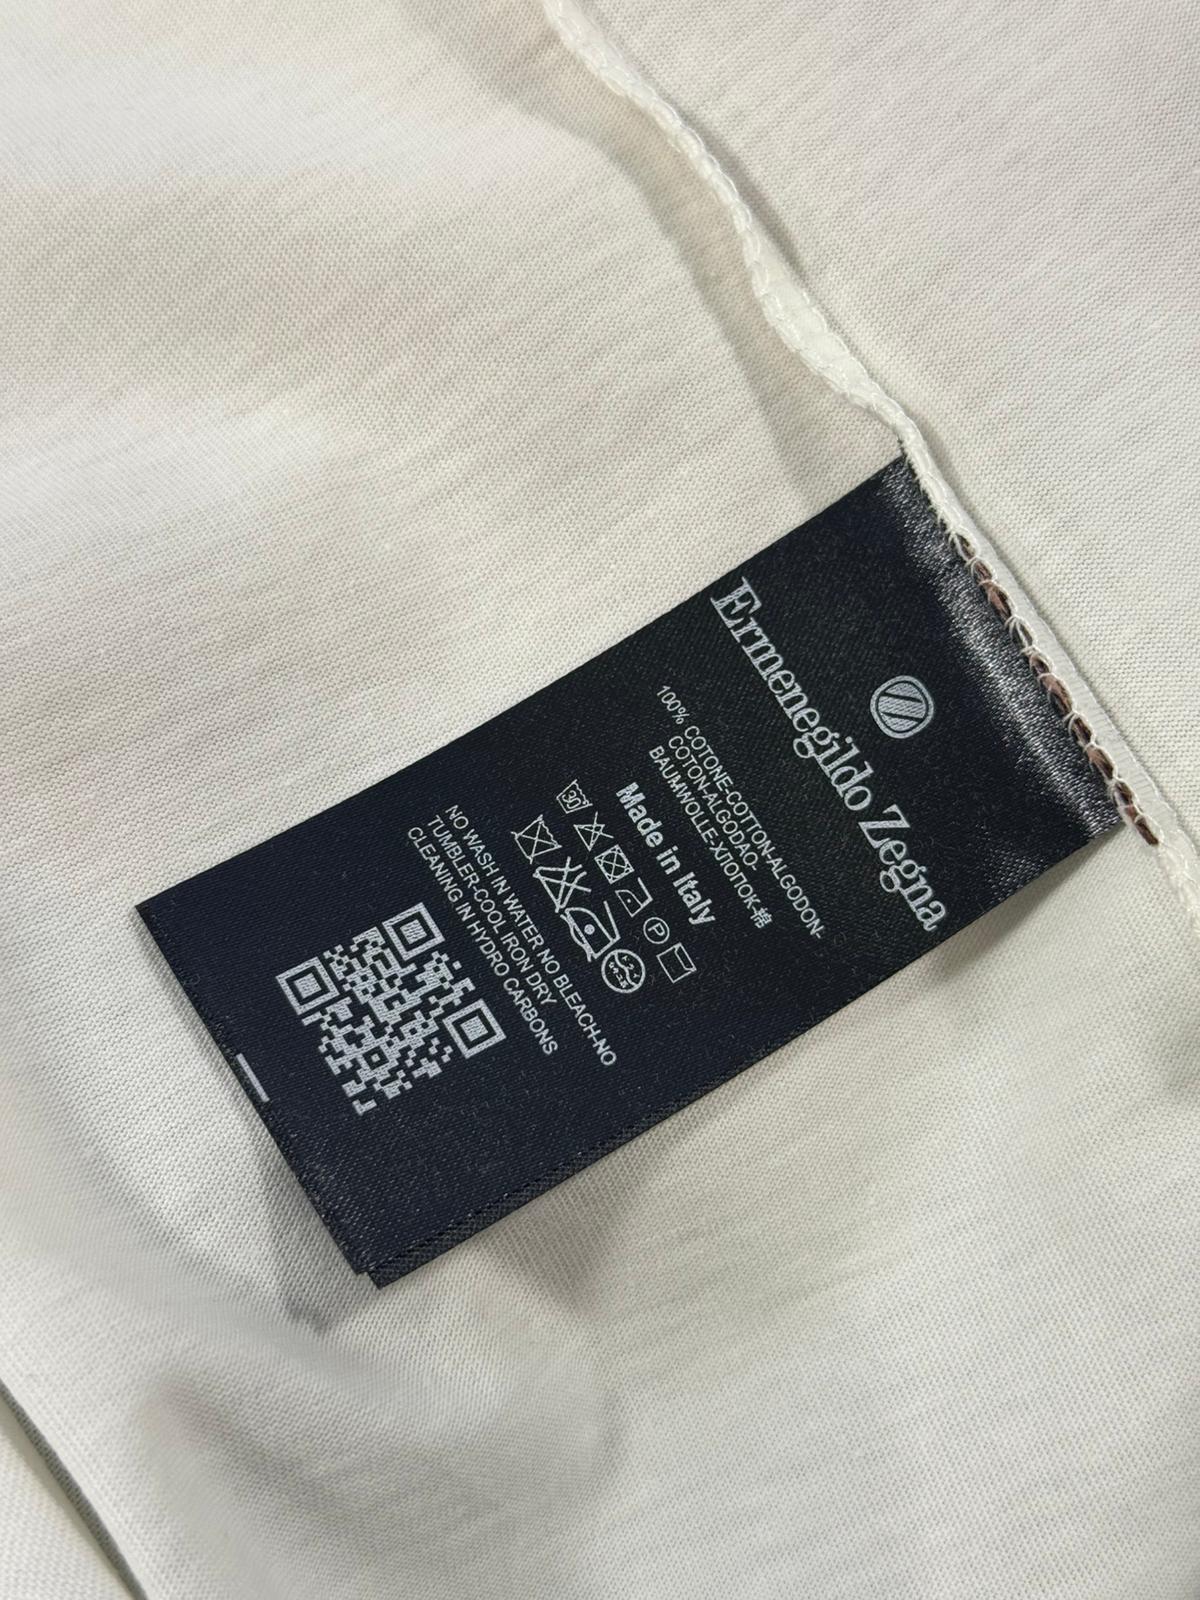 Ermenegildo Zegna
100% COTONE-COTTON-ALGODON-
COTON-ALGODAO-
BAUMWOLLE-ХЛОПОК-棉
Made in Italy
30
P
NO WASH IN WATER NO BLEACH-NO
TUMBLER-COOL IRON DRY
CLEANING IN HYDRO CARBONS